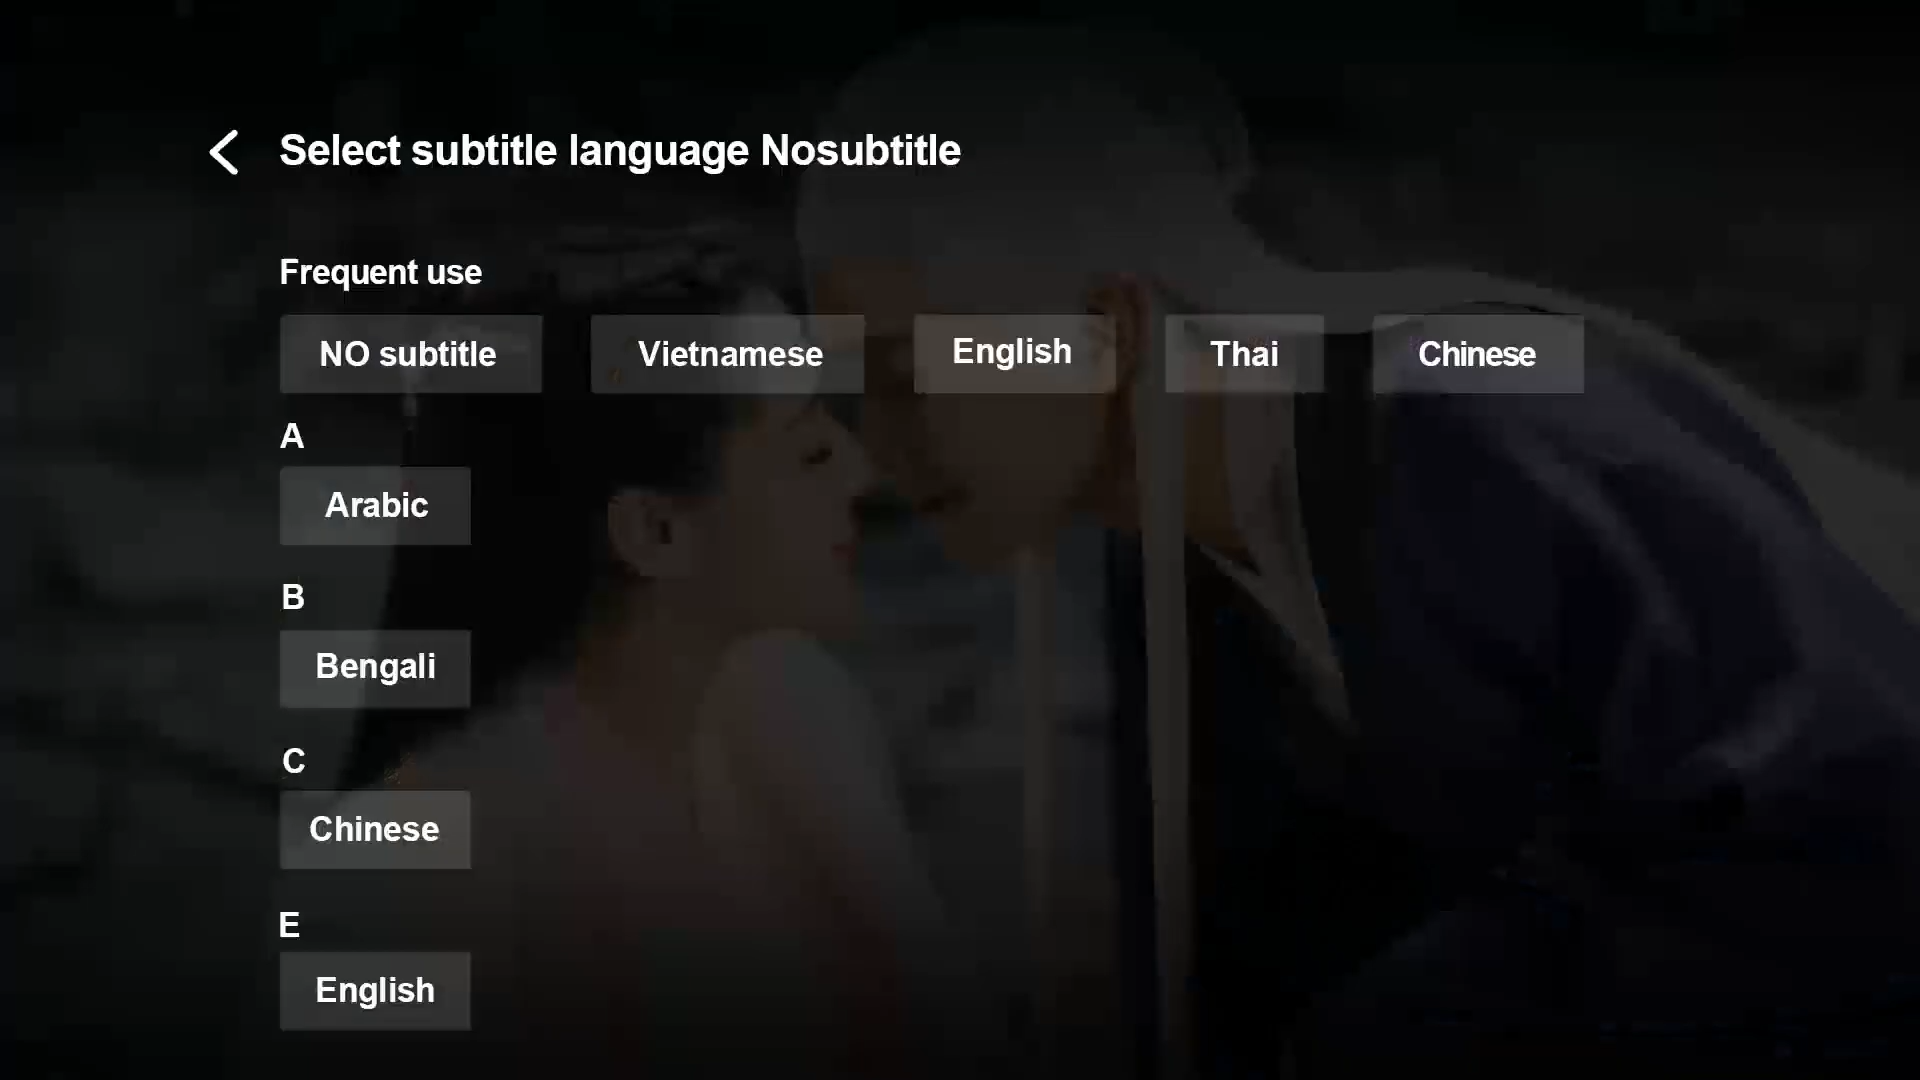 Select subtitle language Nosubtitle
Frequent use
NO subtitle Vietnamese English Thai Chinese
A
Arabic
B
Bengali
C
Chinese
E
English